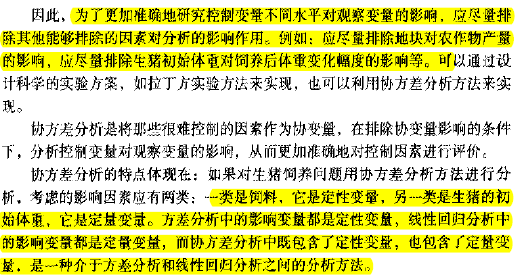 因此，为了更加准确地研究控制变量不同水平对观察变量的影响，应尽量排
除其他能够排除的因素对分析的影响作用。例如：应尽量排除地块对农作物产量
的影响，应尽量排除生猪初始体重对饲养后体重变化幅度的影响等。可以通过设
计科学的实验方案，如拉丁方实验方法来实现，也可以利用协方差分析方法来实
现。
协方差分析是将那些很难控制的因素作为协变量，在排除协变量影响的条件
下，分析控制变量对观察变量的影响，从而更加准确地对控制因素进行评价。
协方差分析的特点体现在：如果对生猪饲养问题用协方差分析方法进行分
析，考虑的影响因素应有两类：一类是饲料，它是定性变量，另一类是生猪的初
始体重，它是定量变量。方差分析中的影响变量都是定性变量，线性回归分析中
的影响变量都是定量变量，而协方差分析中既包含了定性变量，也包含了定量变
量，是一种介于方差分析和线性回归分析之间的分析方法。